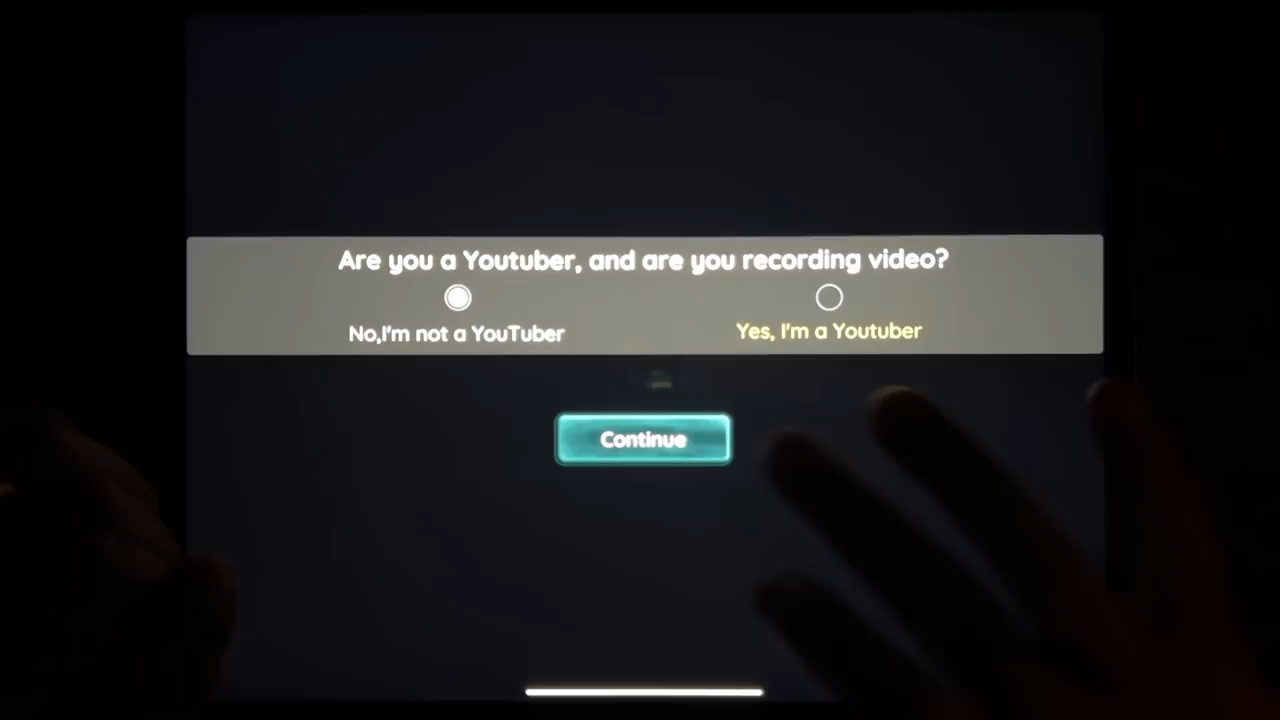 Are you a Youtuber, and are you recording video?
No,I'm not a YouTuber
Yes, I'm a Youtuber
Continue